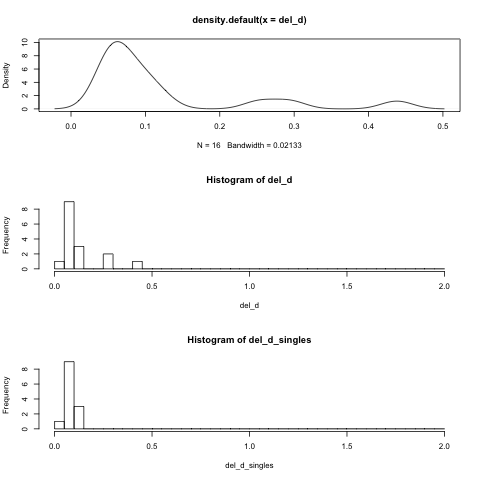 density.default(x = del_d)
Density
0 2 4 6 8 10
0.0 0.1 0.2 0.3 0.4 0.5
N = 16 Bandwidth = 0.02133
Histogram of del_d
Frequency
0 2 4 6 8
0.0 0.5 1.0 1.5 2.0
del_d
Histogram of del_d_singles
Frequency
0 2 4 6 8
0.0 0.5 1.0 1.5 2.0
del_d_singles